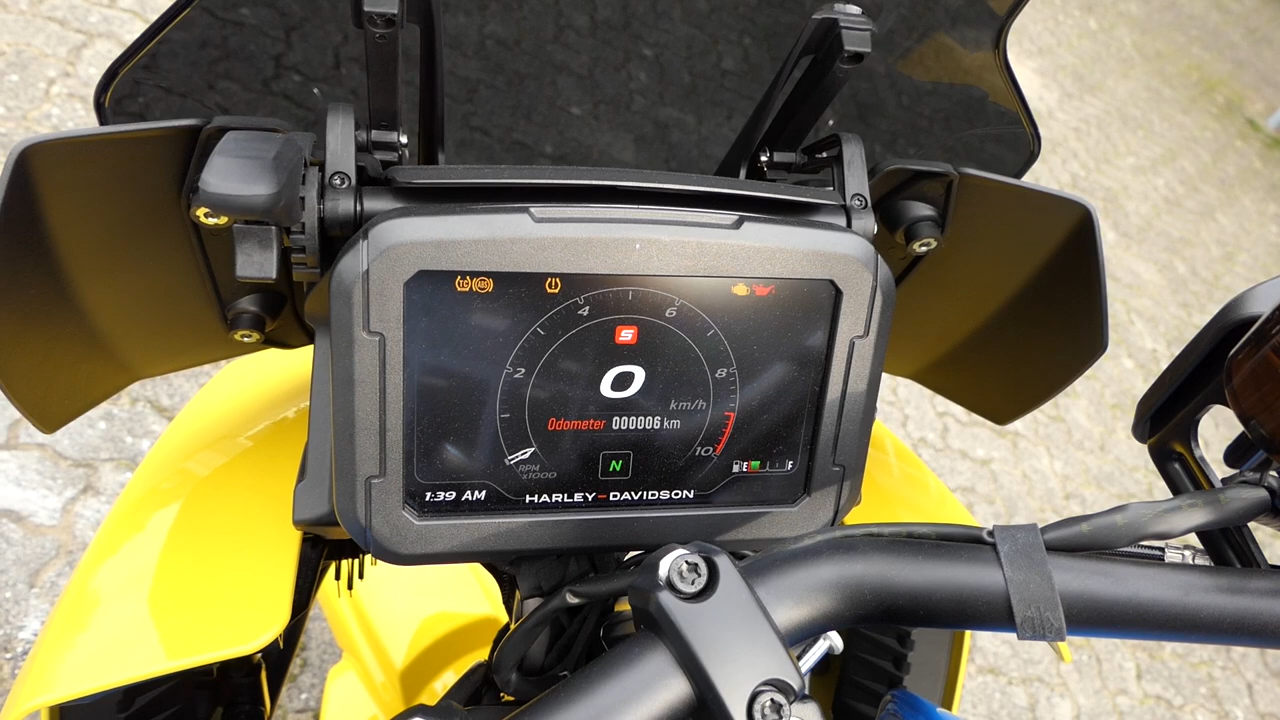 TC ABS
4 6
S
2 0 8
km/h
Odometer 000006 km
10
RPM
x1000
N
E F
1:39 AM HARLEY-DAVIDSON